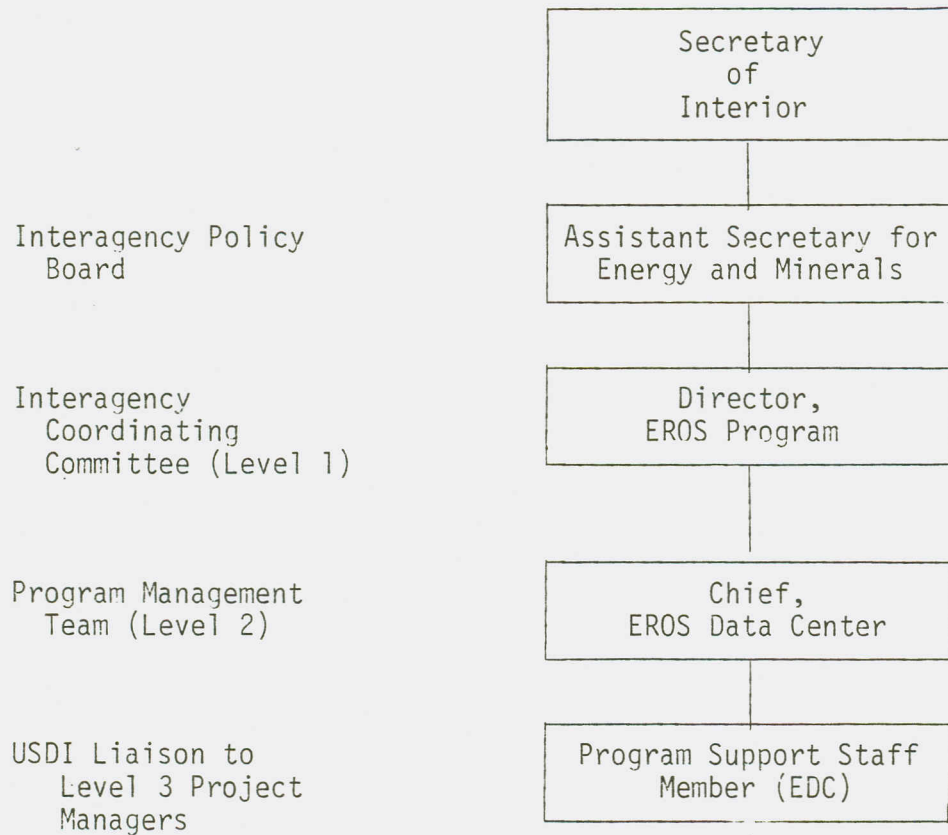 Secretary
of
Interior
Interagency Policy
Board
Assistant Secretary for
Energy and Minerals
Interagency
Coordinating
Committee (Level 1)
Director,
EROS Program
Program Management
Team (Level 2)
Chief,
EROS Data Center
USDI Liaison to
Level 3 Project
Managers
Program Support Staff
Member (EDC)